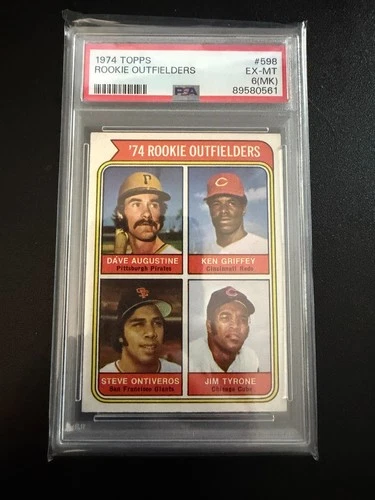 1974 TOPPS #598
ROOKIE OUTFIELDERS EX-MT
6(MK)
PSA 89580561
'74 ROOKIE OUTFIELDERS
P C
DAVE AUGUSTINE KEN GRIFFEY
Pittsburgh Pirates Cincinnati Reds
SF C
STEVE ONTIVEROS JIM TYRONE
San Francisco Giants Chicago Cubs